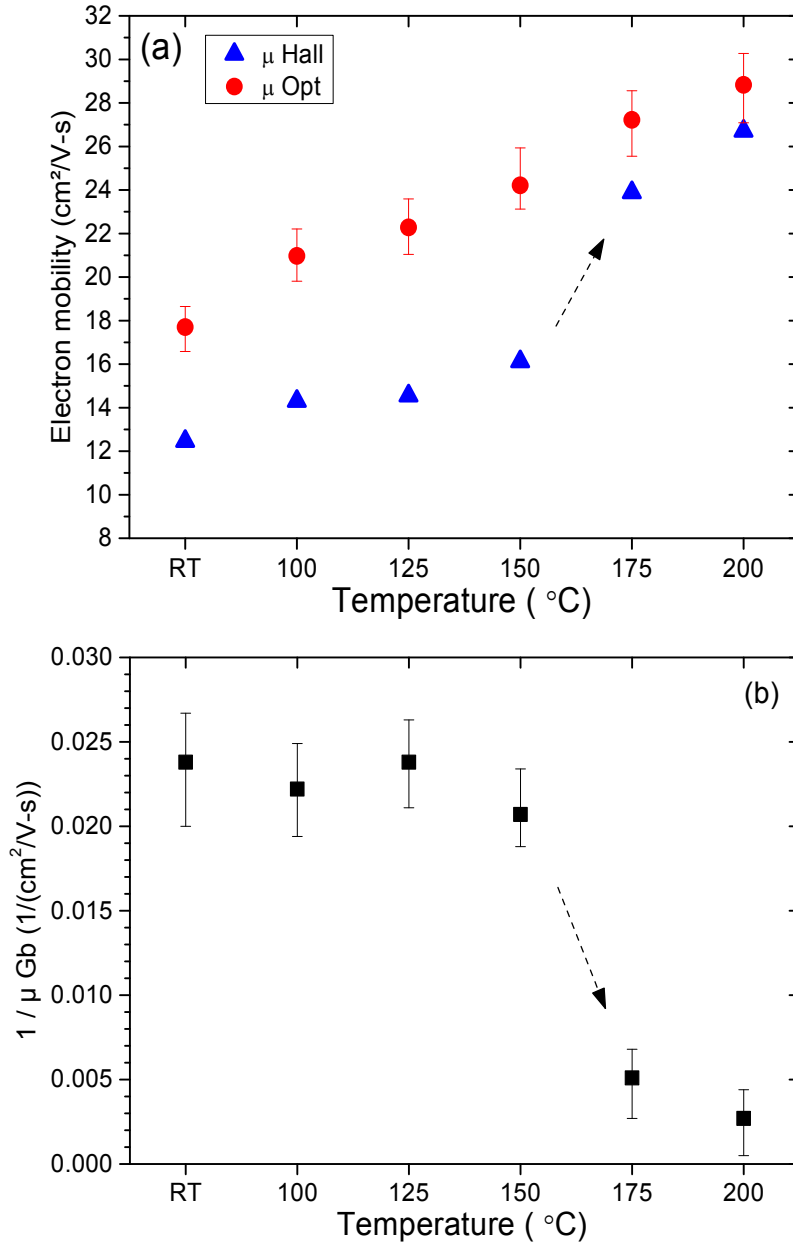 (a)
μ Hall
μ Opt
Electron mobility (cm²/V-s)
32
30
28
26
24
22
20
18
16
14
12
10
8
RT 100 125 150 175 200
Temperature ( °C)
(b)
1 / μ Gb (1/(cm²/V-s))
0.030
0.025
0.020
0.015
0.010
0.005
0.000
RT 100 125 150 175 200
Temperature ( °C)